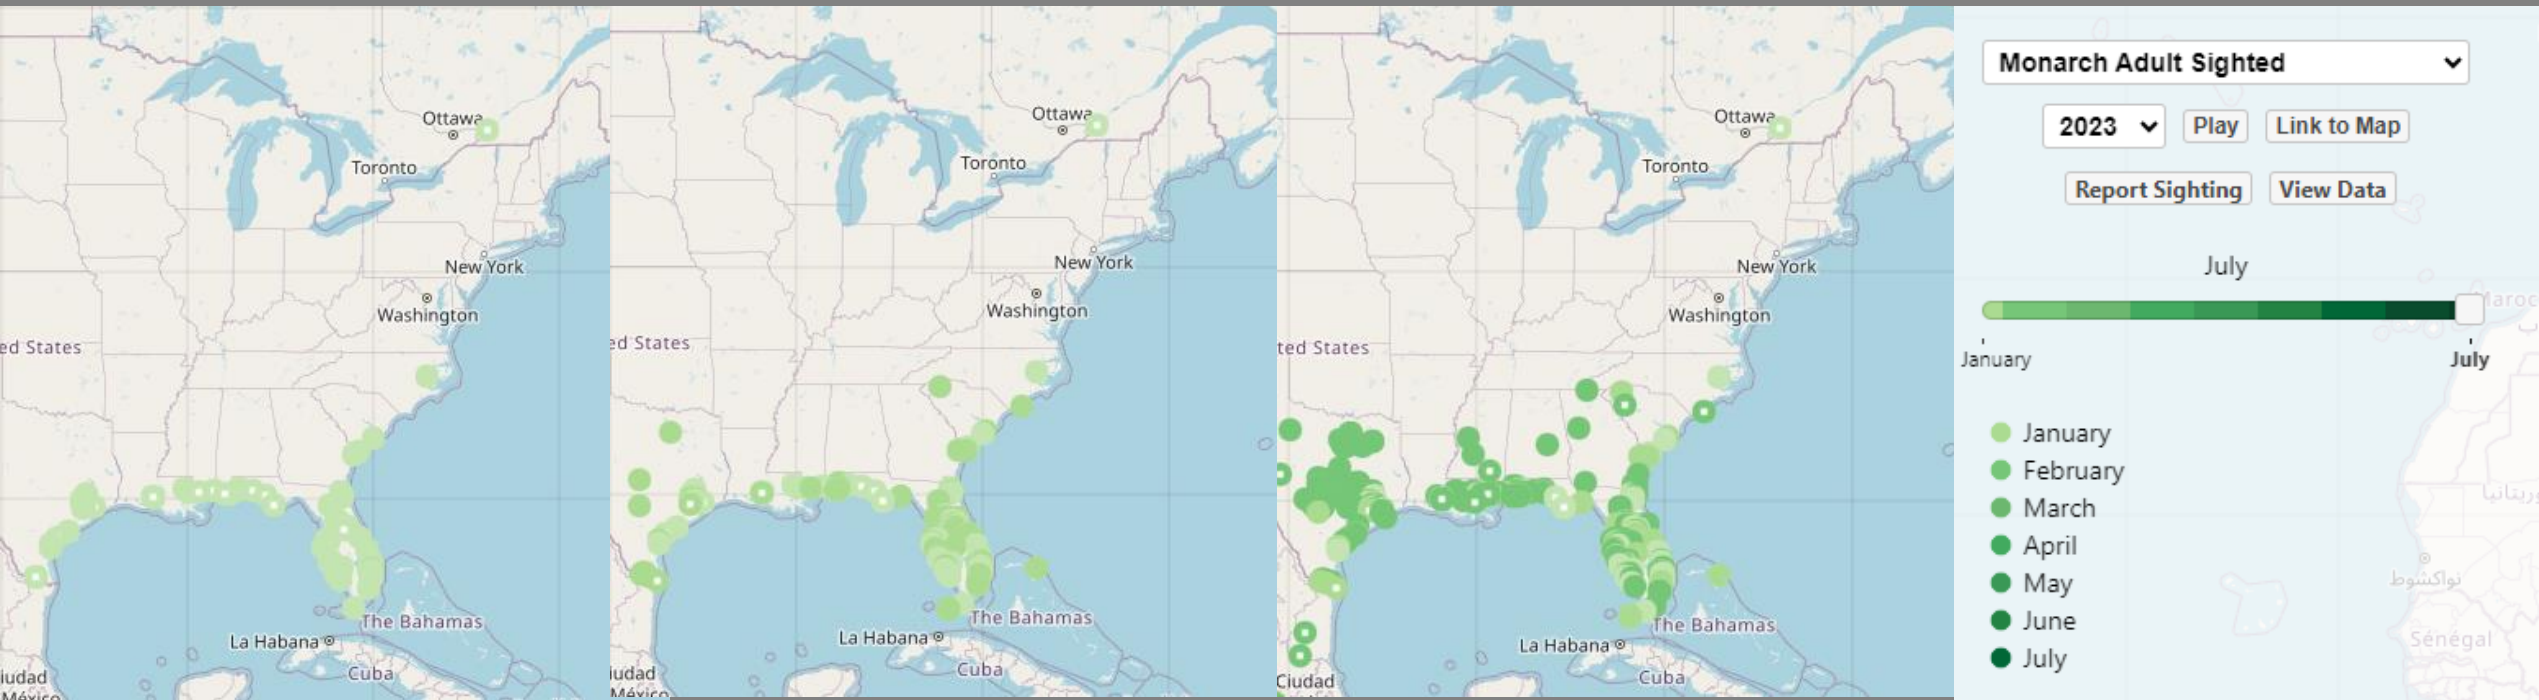 Ottawa
Toronto
New York
Washington
ed States
The Bahamas
La Habana
Cuba
iudad
México
Ottawa
Toronto
New York
Washington
ed States
The Bahamas
La Habana
Cuba
iudad
México
Ottawa
Toronto
New York
Washington
ted States
The Bahamas
La Habana
Cuba
Ciudad
Monarch Adult Sighted
2023 Play Link to Map
Report Sighting View Data
July
Maroc
January July
January
February
March
April
May
June
July
نواكشوط
Sénégal